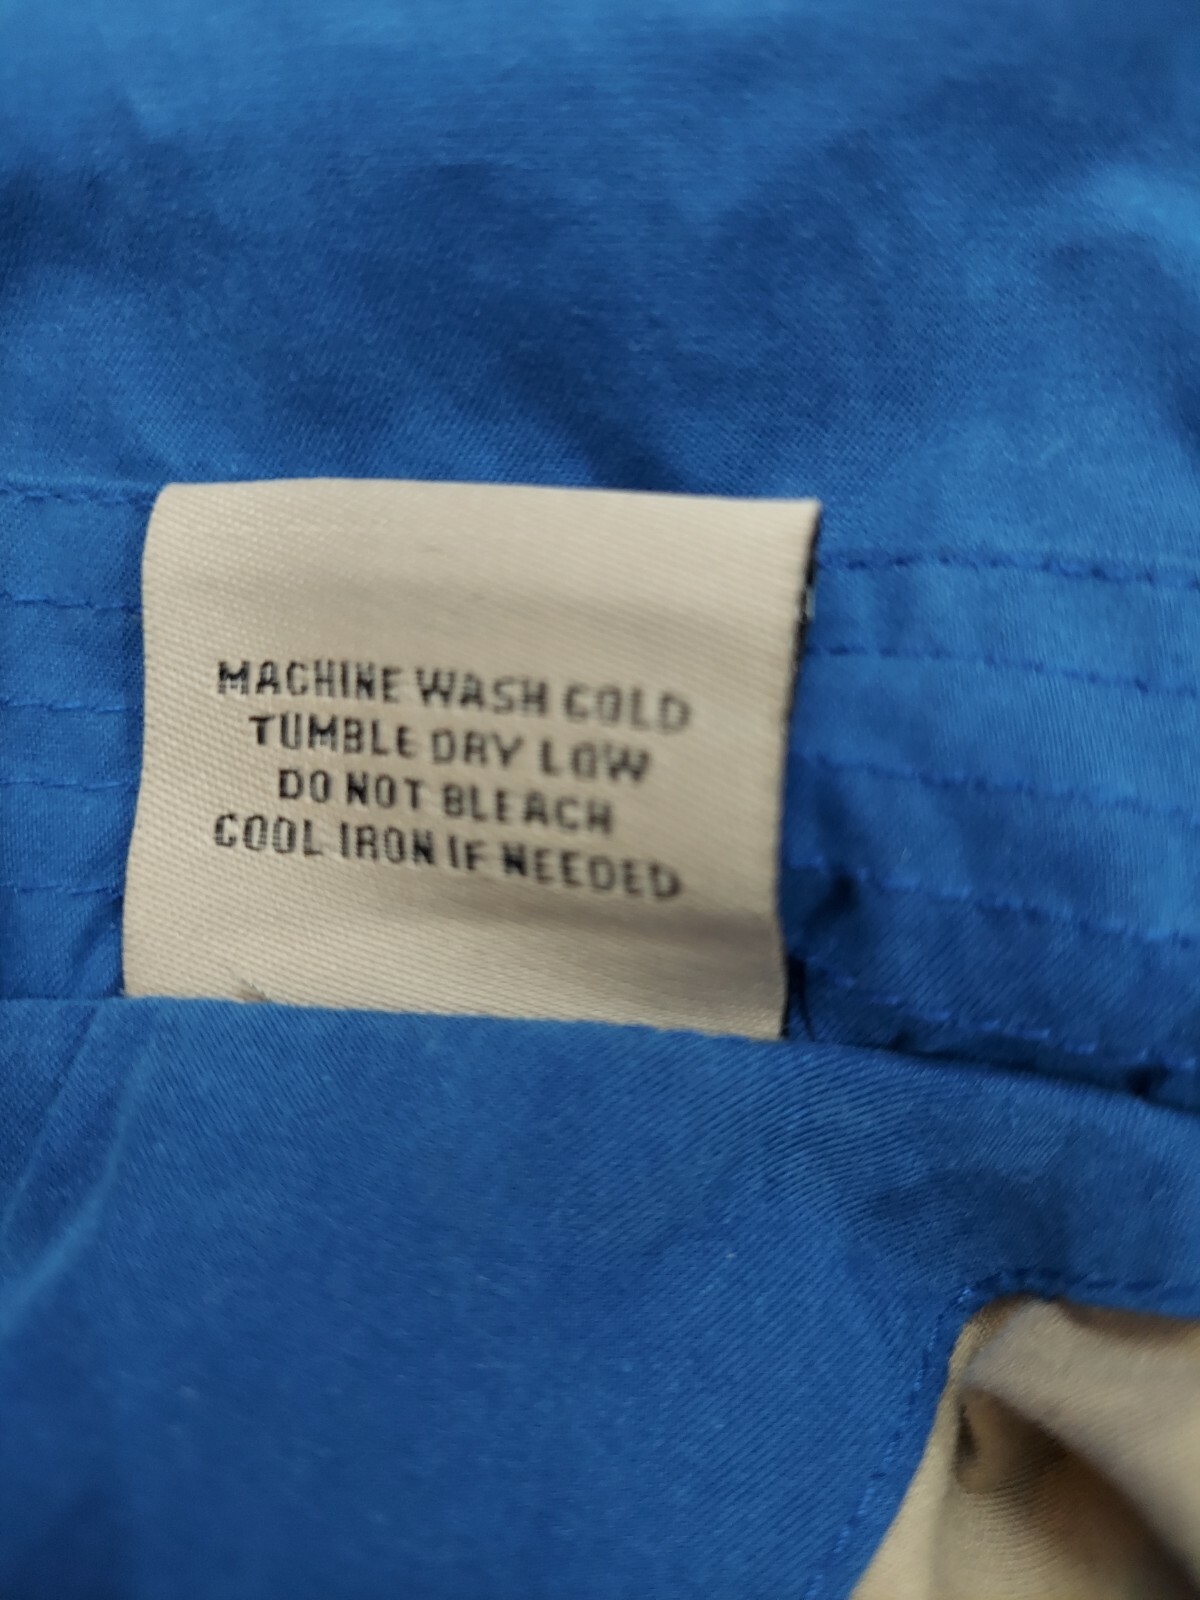 MACHINE WASH COLD
TUMBLE DRY LOW
DO NOT BLEACH
COOL IRON IF NEEDED